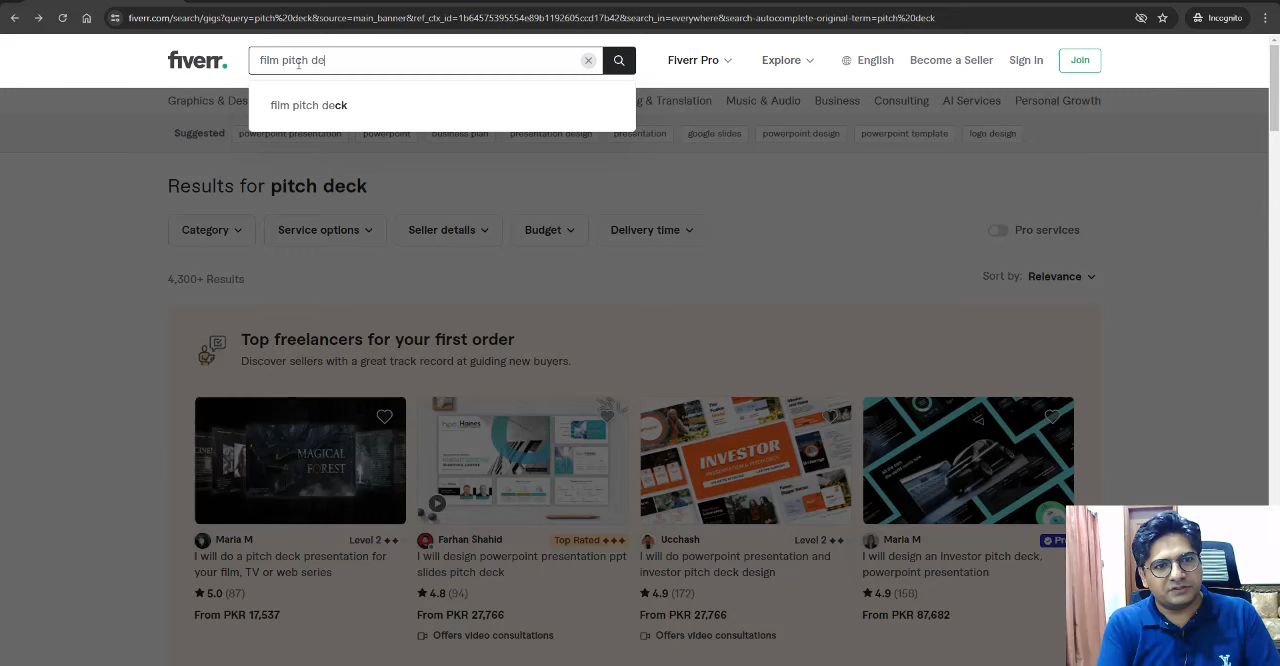 fiverr.com/search/gigs?query=pitch%20deck&source=main_banner&ref_ctx_id=1b64575395554e89b1192605ccd17b42&search_in=everywhere&search-autocomplete-original-term=pitch%20deck
Incognito
fiverr.
film pitch de
Fiverr Pro
Explore
English
Become a Seller
Sign In
Join
film pitch deck
Graphics & Des
g & Translation
Music & Audio
Business
Consulting
AI Services
Personal Growth
Suggested
powerpoint presentation
powerpoint
business plan
presentation design
presentation
google slides
powerpoint design
powerpoint template
logo design
Results for pitch deck
Category
Service options
Seller details
Budget
Delivery time
Pro services
4,300+ Results
Sort by: Relevance
Top freelancers for your first order
Discover sellers with a great track record at guiding new buyers.
MAGICAL
FOREST
INVESTOR
Maria M
Level 2
I will do a pitch deck presentation for
your film, TV or web series
5.0 (87)
From PKR 17,537
Farhan Shahid
Top Rated
I will design powerpoint presentation ppt
slides pitch deck
4.8 (94)
From PKR 27,766
Offers video consultations
Ucchash
Level 2
I will do powerpoint presentation and
investor pitch deck design
4.9 (172)
From PKR 27,766
Offers video consultations
Maria M
I will design an investor pitch deck,
powerpoint presentation
4.9 (158)
From PKR 87,682